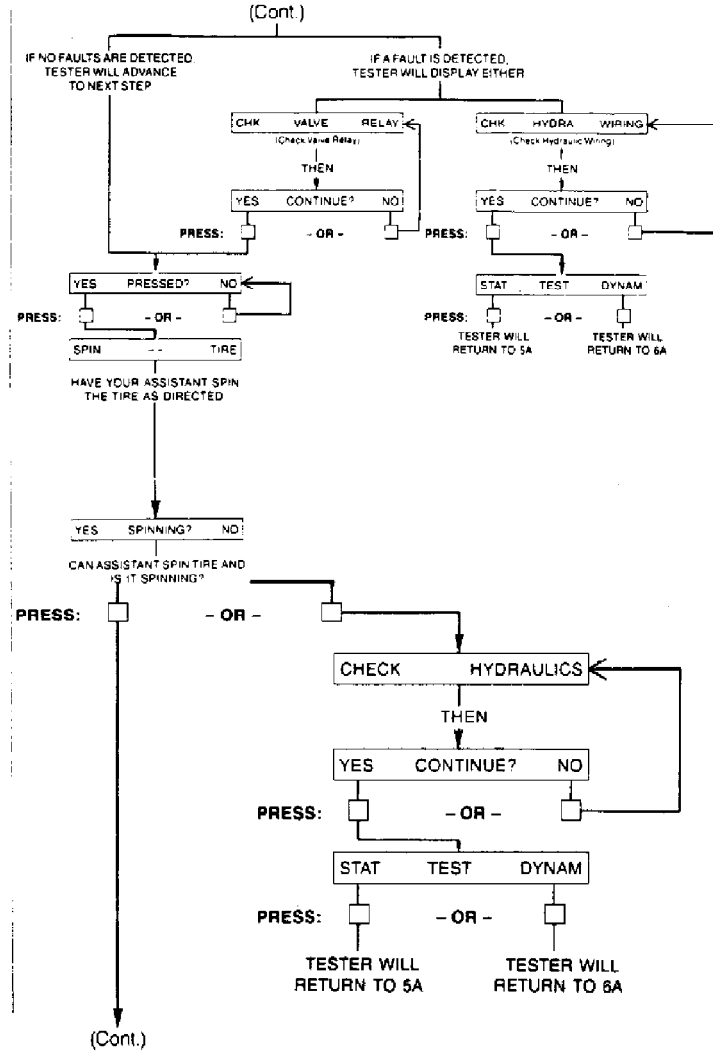 (Cont.)
IF NO FAULTS ARE DETECTED,
TESTER WILL ADVANCE
TO NEXT STEP
IF A FAULT IS DETECTED,
TESTER WILL DISPLAY EITHER
CHK VALVE RELAY
(Check Valve Relay)
THEN
YES CONTINUE? NO
PRESS: - OR -
CHK HYDRA WIRING
(Check Hydraulic Wiring)
THEN
YES CONTINUE? NO
PRESS: - OR -
STAT TEST DYNAM
PRESS: - OR -
TESTER WILL
RETURN TO 5A
TESTER WILL
RETURN TO 6A
YES PRESSED? NO
PRESS: - OR -
SPIN -- TIRE
HAVE YOUR ASSISTANT SPIN
THE TIRE AS DIRECTED
YES SPINNING? NO
CAN ASSISTANT SPIN TIRE AND
IS IT SPINNING?
PRESS: - OR -
CHECK HYDRAULICS
THEN
YES CONTINUE? NO
PRESS: - OR -
STAT TEST DYNAM
PRESS: - OR -
TESTER WILL
RETURN TO 5A
TESTER WILL
RETURN TO 6A
(Cont.)